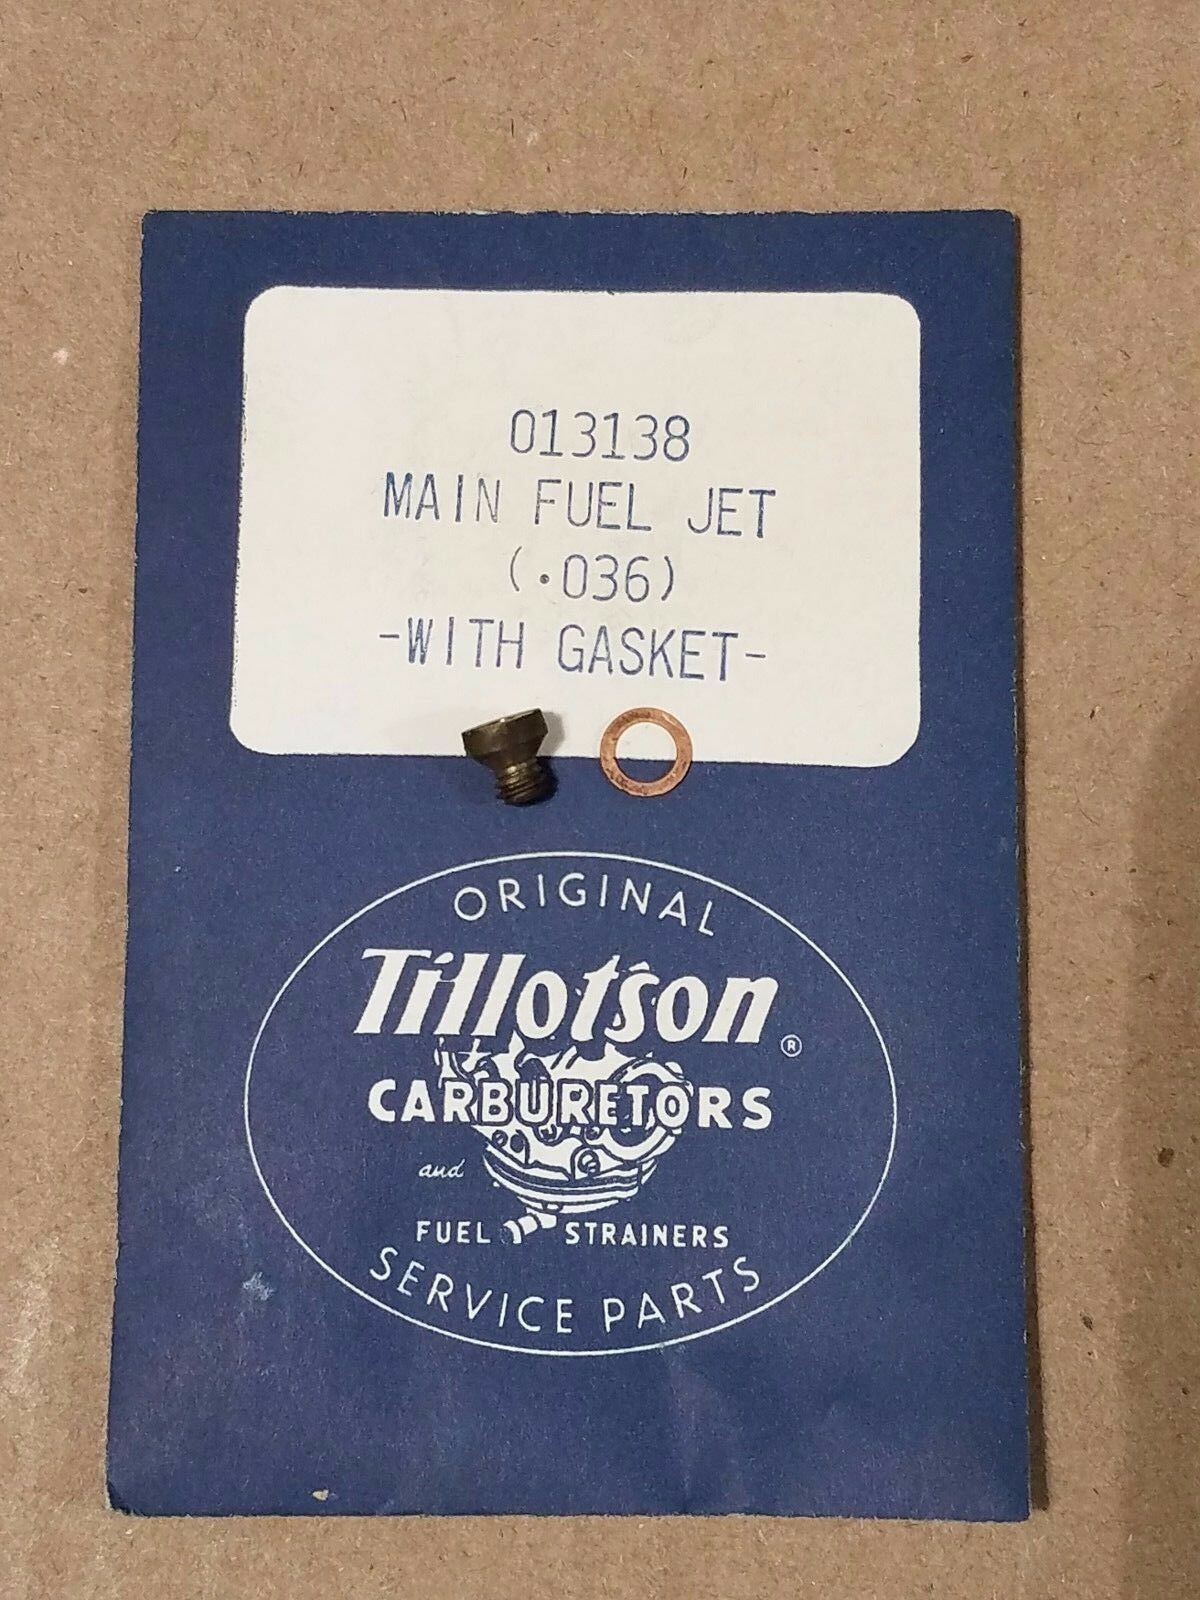 013138
MAIN FUEL JET
(.036)
-WITH GASKET-
ORIGINAL
Tillotson ®
CARBURETORS
and
FUEL STRAINERS
SERVICE PARTS